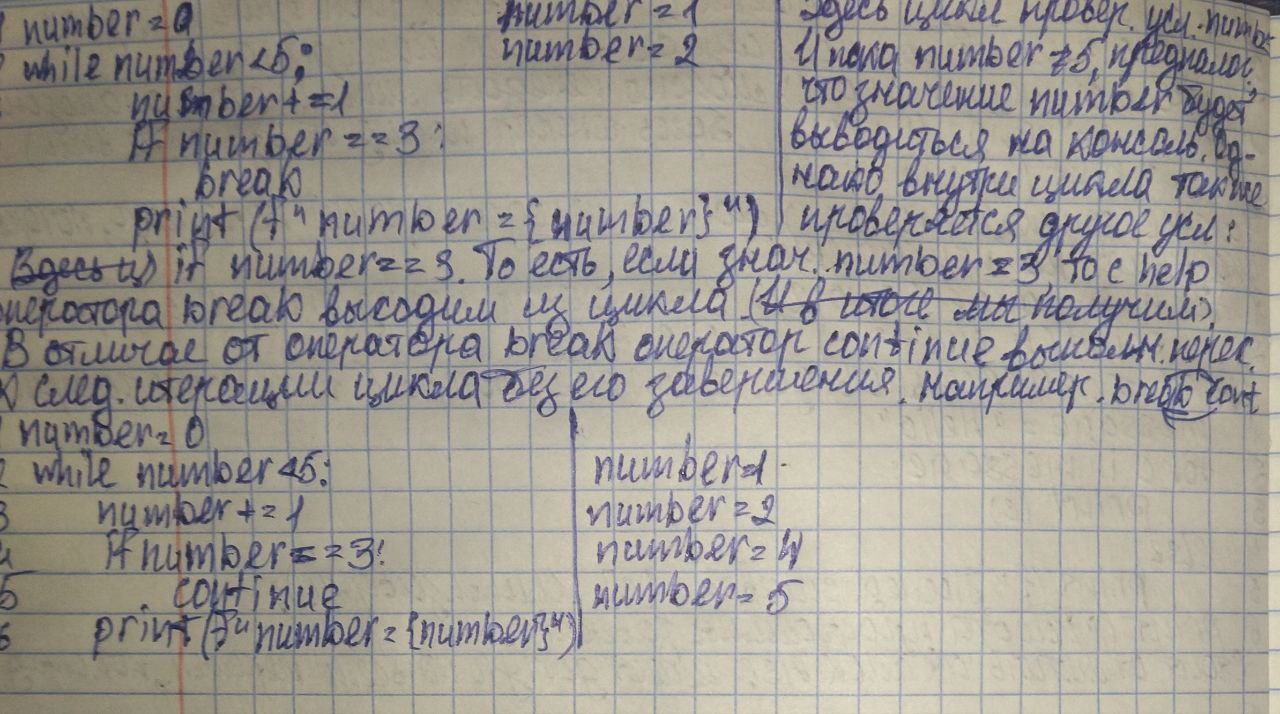 1 number = 0
2 while number < 5:
number += 1
if number == 3:
break
print (f"number = {number}")
number = 1
number = 2
Здесь цикл провер. усл. numbe
И пока number ≠ 5, предполог.,
что значение number будет
выводиться на консоль. Од-
нако внутри цикла также
проверяется другое усл:
(Здесь ц) if number == 3. То есть, если знач. number = 3, то с help
оператора break выходим из цикла (И в итоге мы получим).
В отличие от оператора break оператор continue выполн. перех.
к след. итерации цикла без его завершения. Например. break cont
1 number = 0
2 while number < 5:
3 number += 1
4 if number == 3:
5 continue
6 print (f"number = {number}")
number = 1
number = 2
number = 4
number = 5